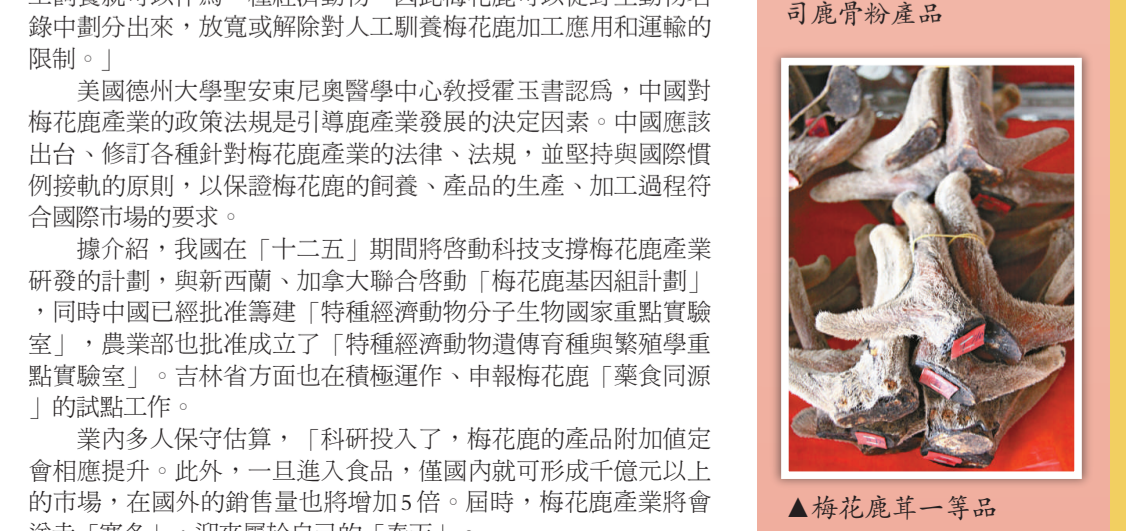 錄中劃分出來，放寬或解除對人工馴養梅花鹿加工應用和運輸的
限制。」
美國德州大學聖安東尼奧醫學中心教授霍玉書認爲，中國對
梅花鹿產業的政策法規是引導鹿產業發展的決定因素。中國應該
出台、修訂各種針對梅花鹿產業的法律、法規，並堅持與國際慣
例接軌的原則，以保證梅花鹿的飼養、產品的生產、加工過程符
合國際市場的要求。
據介紹，我國在「十二五」期間將啓動科技支撐梅花鹿產業
研發的計劃，與新西蘭、加拿大聯合啓動「梅花鹿基因組計劃」
，同時中國已經批准籌建「特種經濟動物分子生物國家重點實驗
室」，農業部也批准成立了「特種經濟動物遺傳育種與繁殖學重
點實驗室」。吉林省方面也在積極運作、申報梅花鹿「藥食同源
」的試點工作。
業內多人保守估算，「科研投入了，梅花鹿的產品附加值定
會相應提升。此外，一旦進入食品，僅國內就可形成千億元以上
的市場，在國外的銷售量也將增加5倍。屆時，梅花鹿產業將會
司鹿骨粉產品
▲梅花鹿茸一等品